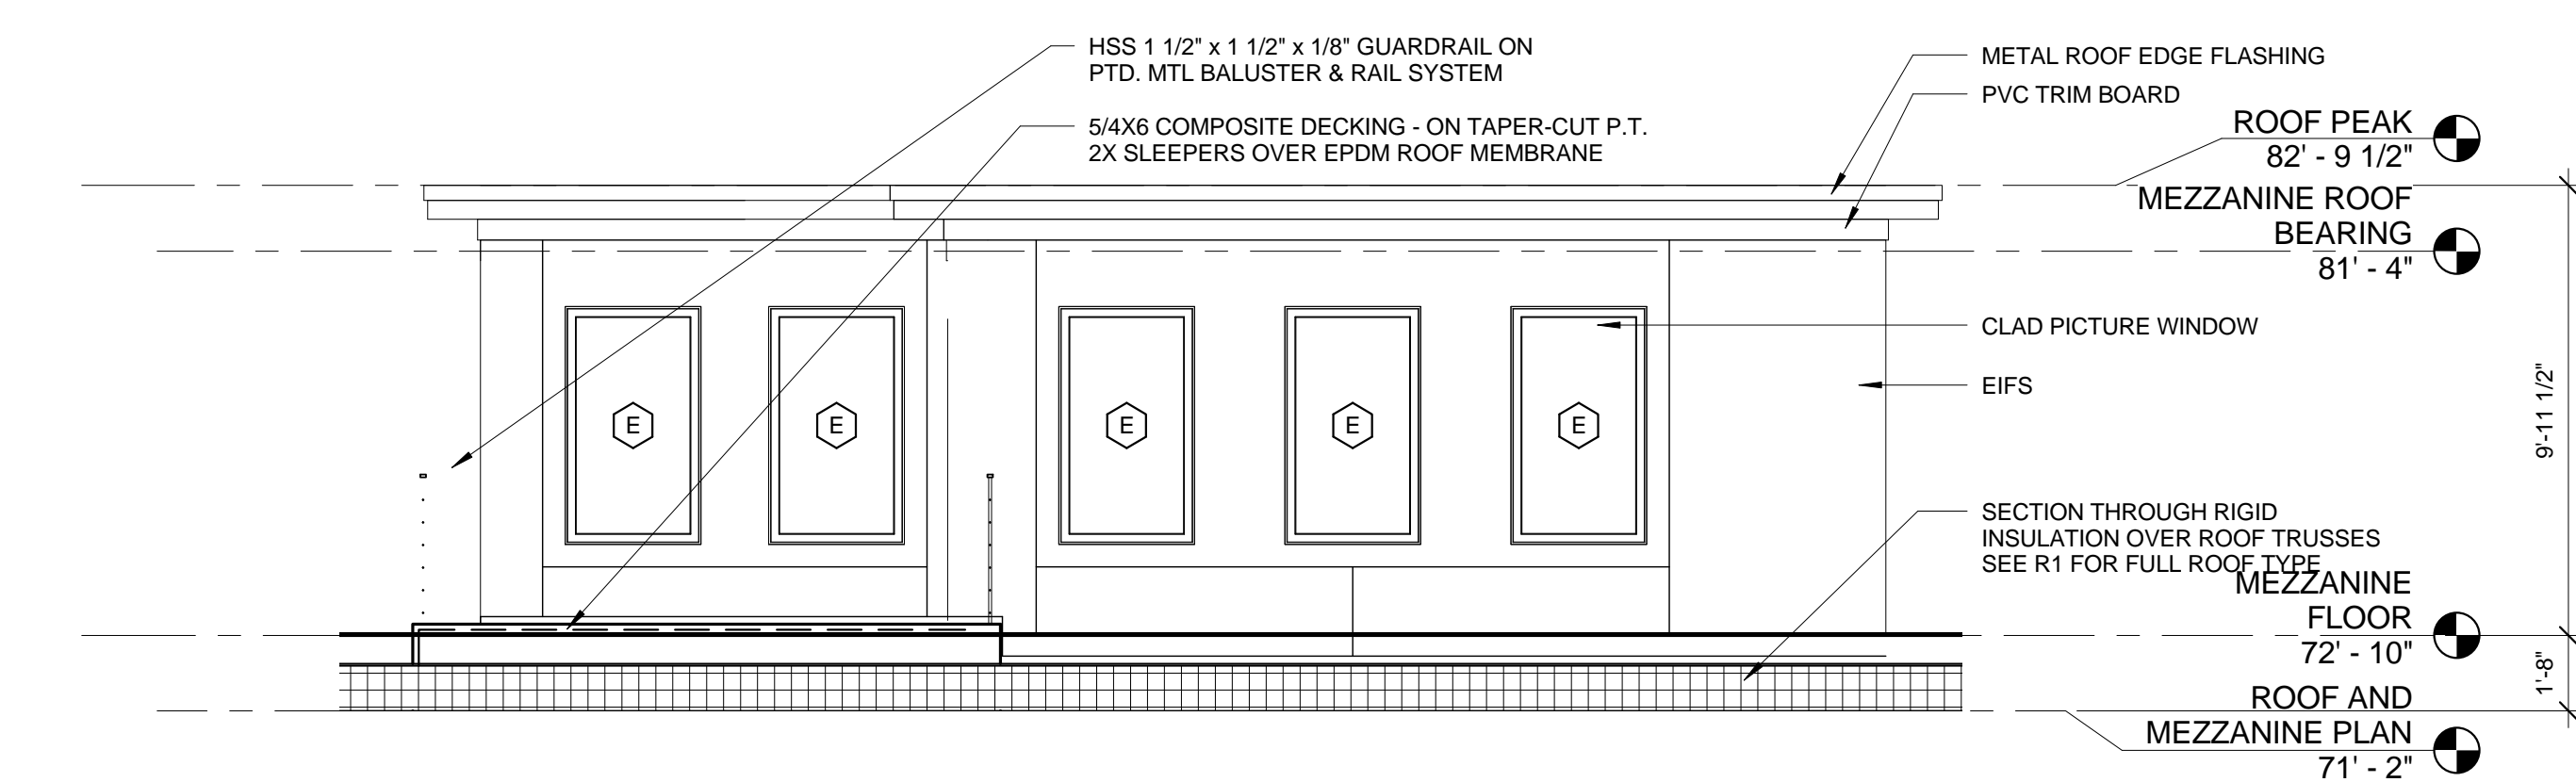 HSS 1 1/2" x 1 1/2" x 1/8" GUARDRAIL ON
PTD. MTL BALUSTER & RAIL SYSTEM
5/4X6 COMPOSITE DECKING - ON TAPER-CUT P.T.
2X SLEEPERS OVER EPDM ROOF MEMBRANE
METAL ROOF EDGE FLASHING
PVC TRIM BOARD
ROOF PEAK
82' - 9 1/2"
MEZZANINE ROOF
BEARING
81' - 4"
CLAD PICTURE WINDOW
EIFS
9'-11 1/2"
E
E
E
E
E
SECTION THROUGH RIGID
INSULATION OVER ROOF TRUSSES
SEE R1 FOR FULL ROOF TYPE
MEZZANINE
FLOOR
72' - 10"
1'-8"
ROOF AND
MEZZANINE PLAN
71' - 2"